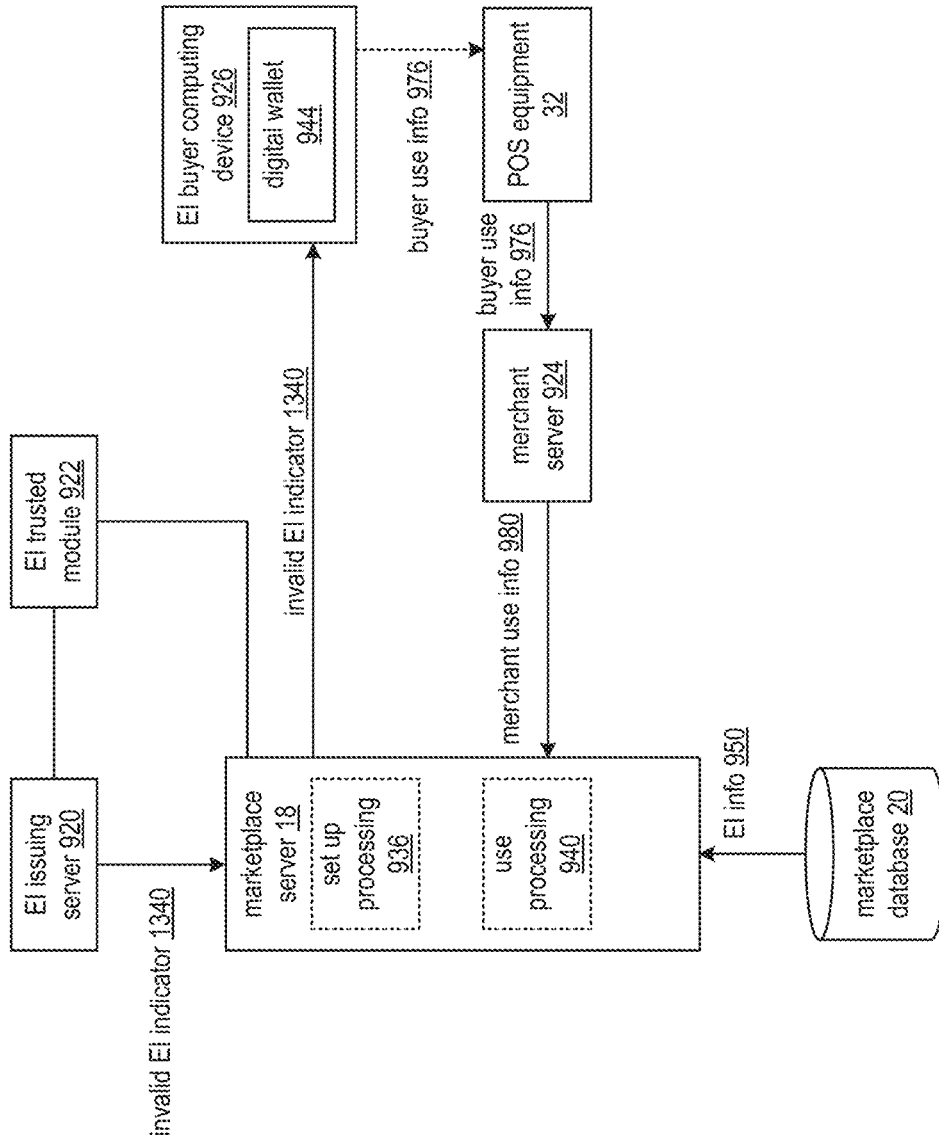 EI issuing
server 920
EI trusted
module 922
invalid EI indicator 1340
marketplace
server 18
set up
processing
936
use
processing
940
EI info 950
marketplace
database 20
invalid EI indicator 1340
EI buyer computing
device 926
digital wallet
944
buyer use info 976
POS equipment
32
buyer use
info 976
merchant
server 924
merchant use info 980